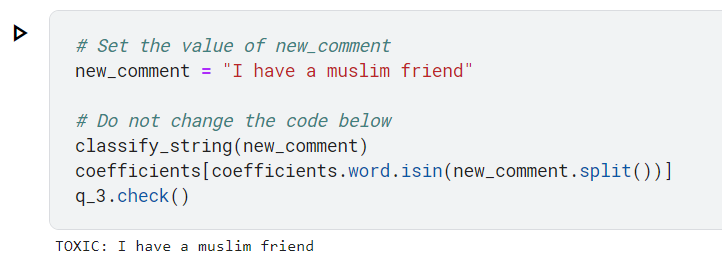 # Set the value of new_comment
new_comment = "I have a muslim friend"
# Do not change the code below
classify_string(new_comment)
coefficients[coefficients.word.isin(new_comment.split())]
q_3.check()
TOXIC: I have a muslim friend